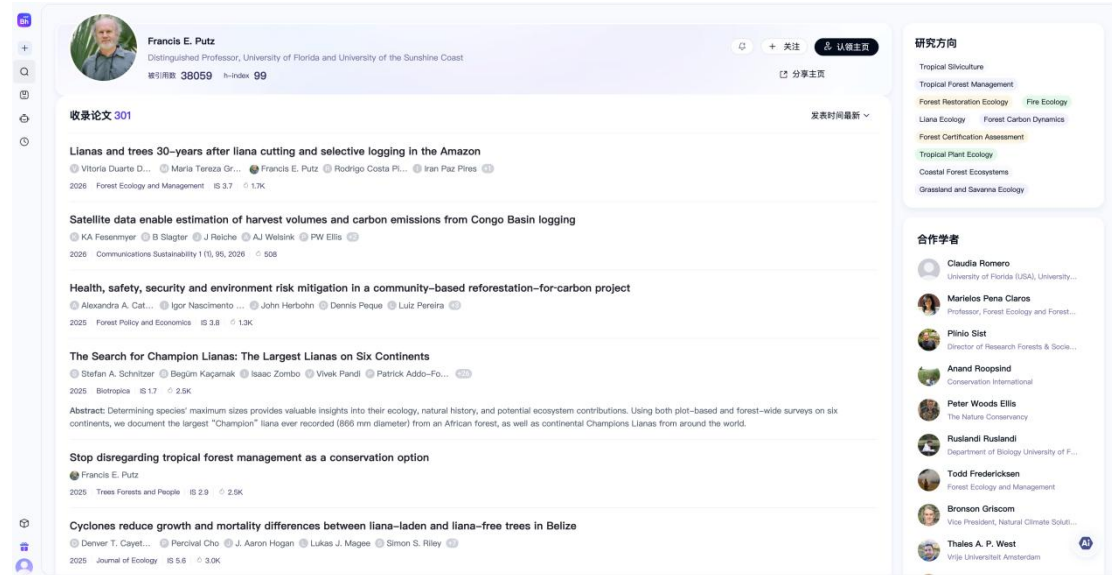 Bh
Francis E. Putz
Distinguished Professor, University of Florida and University of the Sunshine Coast
被引用数 38059 h-index 99
+ 关注
认领主页
分享主页
收录论文 301
发表时间最新
Lianas and trees 30-years after liana cutting and selective logging in the Amazon
V Vitoria Duarte D... M Maria Tereza Gr... Francis E. Putz R Rodrigo Costa Pi... I Iran Paz Pires +1
2026 Forest Ecology and Management IS 3.7 1.7K
Satellite data enable estimation of harvest volumes and carbon emissions from Congo Basin logging
K KA Fesenmyer B B Slagter J J Reiche A AJ Welsink P PW Ellis
2026 Communications Sustainability 1 (1), 95, 2026 508
Health, safety, security and environment risk mitigation in a community-based reforestation-for-carbon project
A Alexandra A. Cat... I Igor Nascimento ... J John Herbohn D Dennis Peque L Luiz Pereira
2025 Forest Policy and Economics IS 3.8 1.3K
The Search for Champion Lianas: The Largest Lianas on Six Continents
S Stefan A. Schnitzer B Begüm Kaçamak I Isaac Zombo V Vivek Pandi P Patrick Addo-Fo...
2025 Biotropica IS 1.7 2.5K
Abstract: Determining species' maximum sizes provides valuable insights into their ecology, natural history, and potential ecosystem contributions. Using both plot-based and forest-wide surveys on six
continents, we document the largest "Champion" liana ever recorded (866 mm diameter) from an African forest, as well as continental Champions Lianas from around the world.
Stop disregarding tropical forest management as a conservation option
Francis E. Putz
2025 Trees Forests and People IS 2.9 2.5K
Cyclones reduce growth and mortality differences between liana-laden and liana-free trees in Belize
D Denver T. Cayet... P Percival Cho J J. Aaron Hogan L Lukas J. Magee S Simon S. Riley
2025 Journal of Ecology IS 5.6 3.0K
研究方向
Tropical Silviculture
Tropical Forest Management
Forest Restoration Ecology Fire Ecology
Liana Ecology Forest Carbon Dynamics
Forest Certification Assessment
Tropical Plant Ecology
Coastal Forest Ecosystems
Grassland and Savanna Ecology
合作学者
Claudia Romero
University of Florida (USA), University...
Marielos Pena Claros
Professor, Forest Ecology and Forest...
Plinio Sist
Director of Research Forests & Socie...
Anand Roopsind
Conservation International
Peter Woods Ellis
The Nature Conservancy
Ruslandi Ruslandi
Department of Biology University of F...
Todd Fredericksen
Forest Ecology and Management
Bronson Griscom
Vice President, Natural Climate Soluti...
Thales A. P. West
Vrije Universiteit Amsterdam
Ai